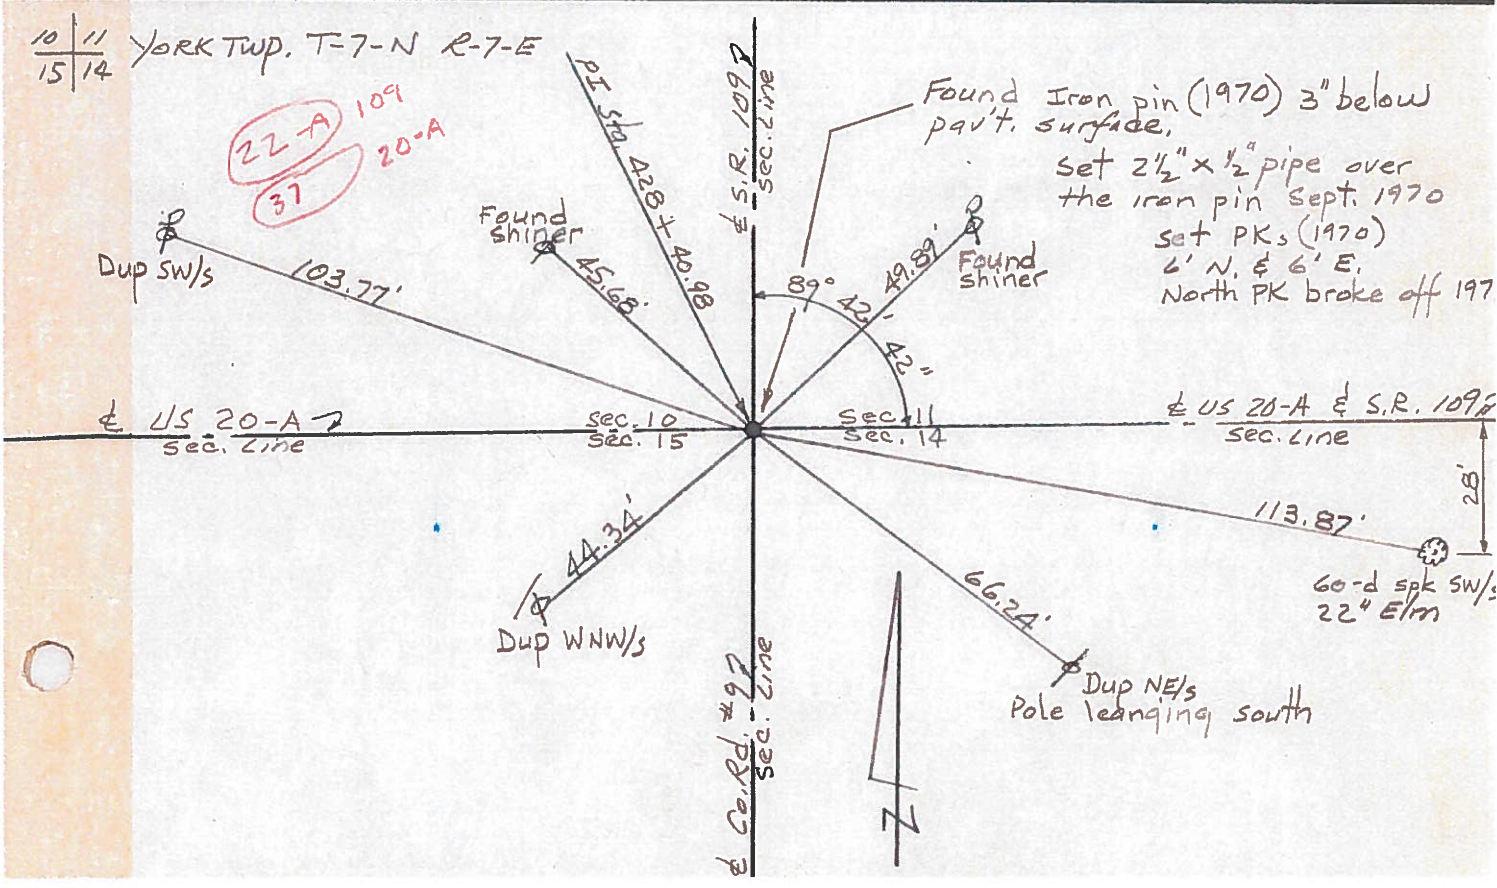 10 11 YORK TWP. T-7-N R-7-E
15 14
22-A 109
37 20-A
PI Sta. 428+40.98
℄ S.R. 109
Sec. Line
Found Iron pin (1970) 3" below
pav't. surface.
Set 2½" x ½" pipe over
the iron pin Sept. 1970
Set PKs (1970)
6' N. & 6' E.
North PK broke off 197
Dup SW/s
103.77'
Found
shiner
45.68'
49.89'
Found
shiner
89° 42' 42"
℄ US 20-A
Sec. Line
Sec. 10
Sec. 15
Sec. 11
Sec. 14
℄ US 20-A & S.R. 109
Sec. Line
28'
113.87'
60-d spk SW/s
22" Elm
44.34'
Dup WNW/s
66.24'
Dup NE/s
Pole leanging south
℄ Co. Rd. #97
Sec. Line
N